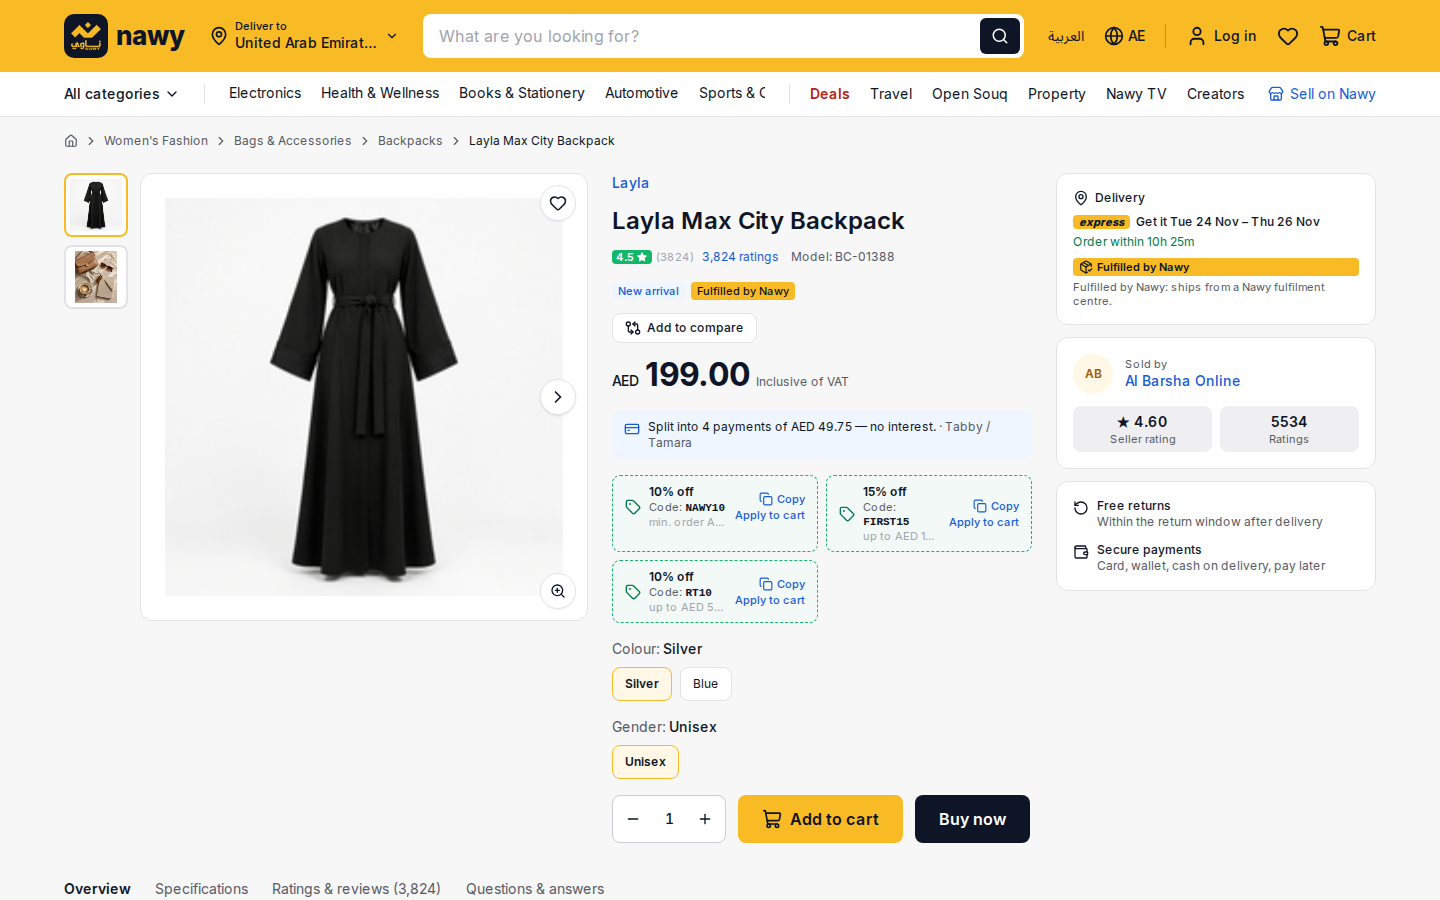 نـاوي
NAWY
nawy
Deliver to
United Arab Emirat...
What are you looking for?
العربية
AE
Log in
Cart
All categories
Electronics
Health & Wellness
Books & Stationery
Automotive
Sports &
Deals
Travel
Open Souq
Property
Nawy TV
Creators
Sell on Nawy
Women's Fashion
Bags & Accessories
Backpacks
Layla Max City Backpack
Layla
Layla Max City Backpack
4.5 ★ (3824) 3,824 ratings Model: BC-01388
New arrival
Fulfilled by Nawy
Add to compare
AED 199.00 Inclusive of VAT
Split into 4 payments of AED 49.75 — no interest. · Tabby /
Tamara
10% off
Code: NAWY10
min. order A...
Copy
Apply to cart
15% off
Code:
FIRST15
up to AED 1...
Copy
Apply to cart
10% off
Code: RT10
up to AED 5...
Copy
Apply to cart
Colour: Silver
Silver
Blue
Gender: Unisex
Unisex
− 1 +
Add to cart
Buy now
Delivery
express Get it Tue 24 Nov – Thu 26 Nov
Order within 10h 25m
Fulfilled by Nawy
Fulfilled by Nawy: ships from a Nawy fulfilment
centre.
AB
Sold by
Al Barsha Online
★ 4.60
Seller rating
5534
Ratings
Free returns
Within the return window after delivery
Secure payments
Card, wallet, cash on delivery, pay later
Overview
Specifications
Ratings & reviews (3,824)
Questions & answers